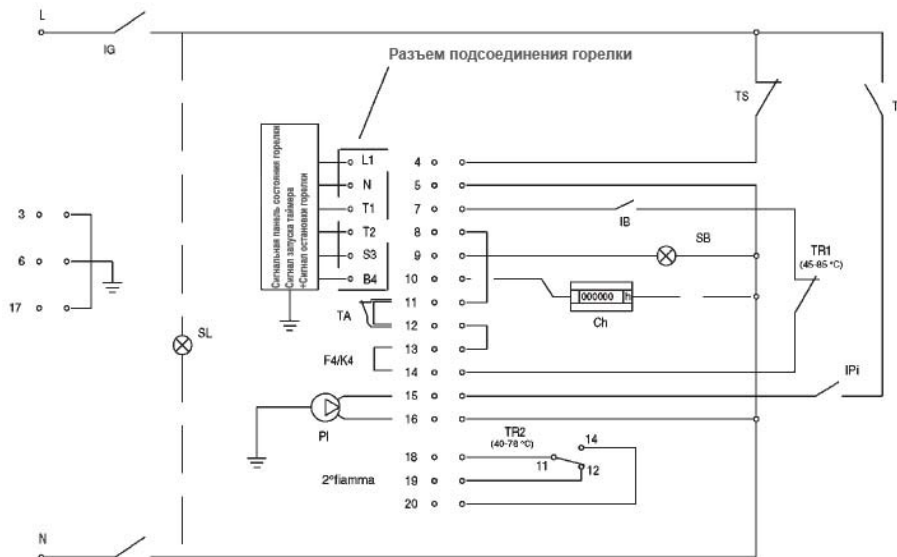 L
IG
Разъем подсоединения горелки
TS
T
Сигнальная панель состояния горелки
Сигнал запуска таймера
+Сигнал остановки горелки
L1
N
T1
T2
S3
B4
4
5
7
8
9
10
11
12
13
14
15
16
18
19
20
3
6
17
IB
SB
TR1
(45-85 °C)
000000 h
Ch
TA
F4/K4
SL
IPi
PI
TR2
(40-78 °C)
14
11
12
2°fiamma
N